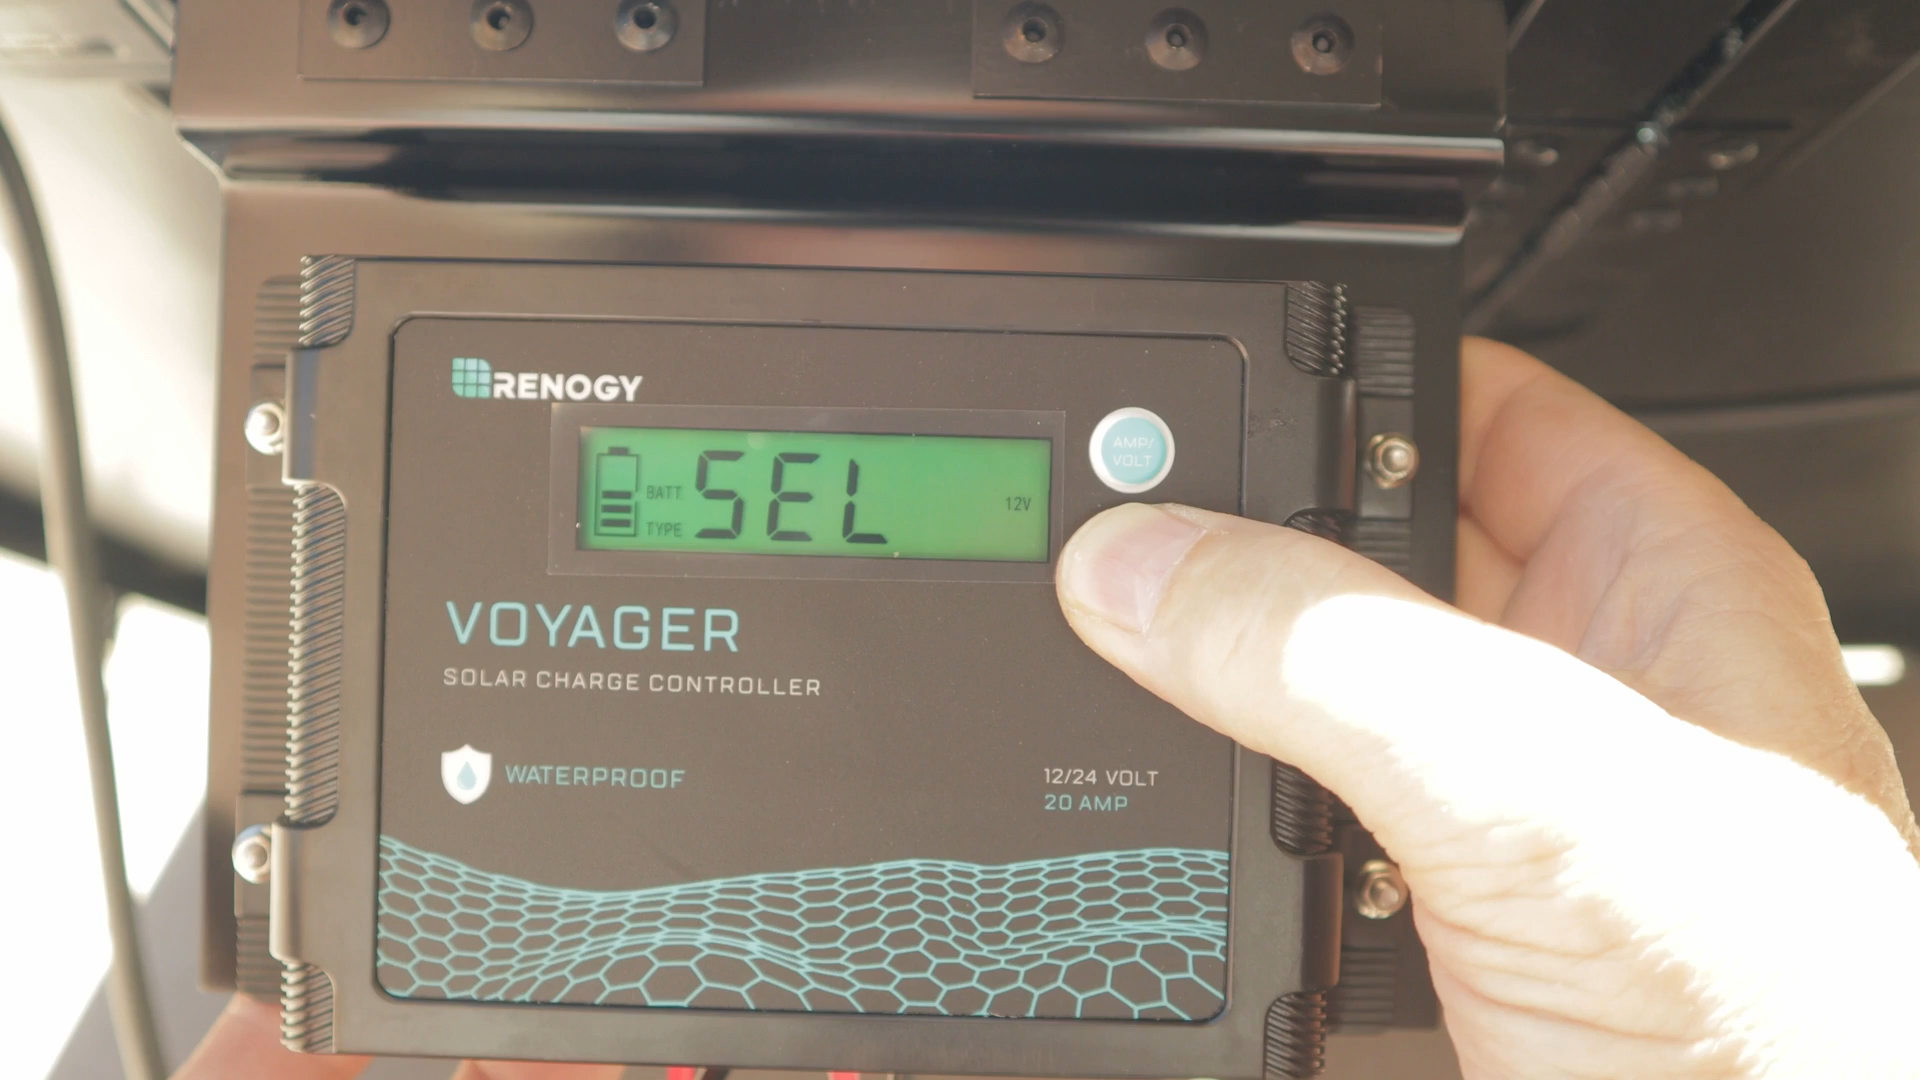 RENOGY
AMP/
VOLT
BATT.
TYPE
SEL
12V
VOYAGER
SOLAR CHARGE CONTROLLER
WATERPROOF
12/24 VOLT
20 AMP